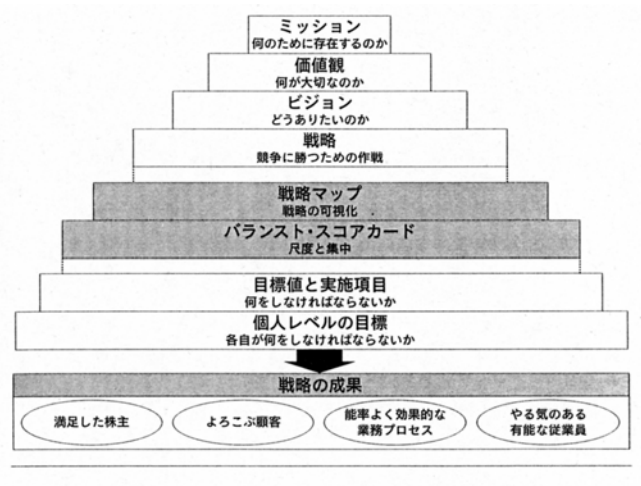 ミッション
何のために存在するのか
価値観
何が大切なのか
ビジョン
どうありたいのか
戦略
競争に勝つための作戦
戦略マップ
戦略の可視化
バランスト・スコアカード
尺度と集中
目標値と実施項目
何をしなければならないか
個人レベルの目標
各自が何をしなければならないか
戦略の成果
満足した株主
よろこぶ顧客
能率よく効果的な
業務プロセス
やる気のある
有能な従業員